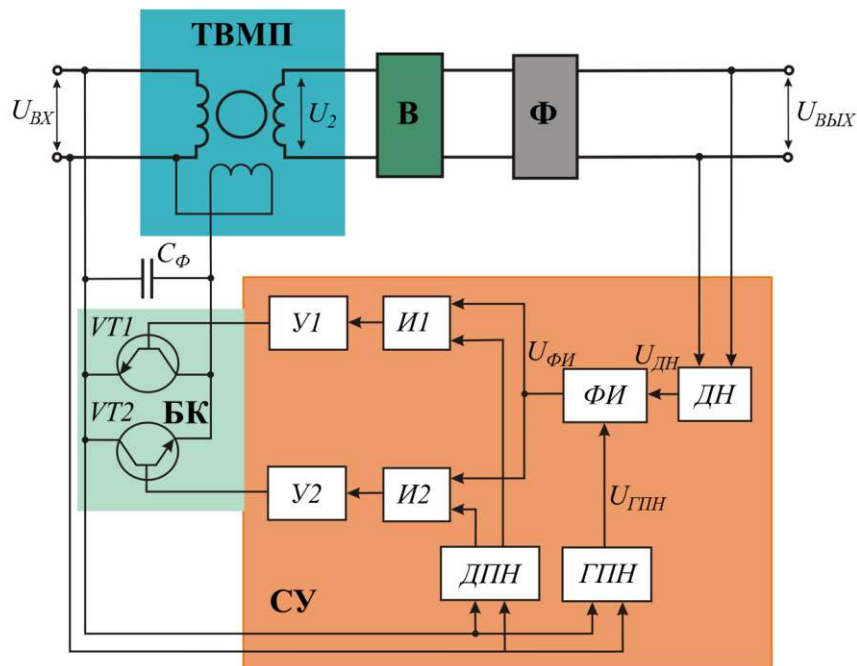 ТВМП
U_ВХ
U_2
В
Ф
U_ВЫХ
C_Ф
VT1
У1
И1
U_ФИ
U_ДН
VT2
БК
ФИ
ДН
У2
И2
U_ГПН
ДПН
ГПН
СУ